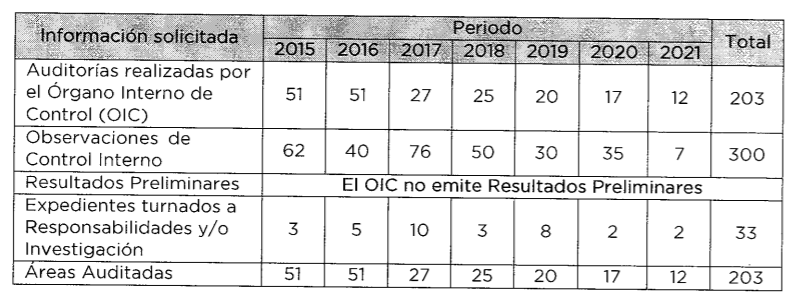 Información solicitada Periodo Total
2015 2016 2017 2018 2019 2020 2021
Auditorías realizadas por
el Órgano Interno de 51 51 27 25 20 17 12 203
Control (OIC)
Observaciones de
Control Interno 62 40 76 50 30 35 7 300
Resultados Preliminares El OIC no emite Resultados Preliminares
Expedientes turnados a
Responsabilidades y/o 3 5 10 3 8 2 2 33
Investigación
Áreas Auditadas 51 51 27 25 20 17 12 203